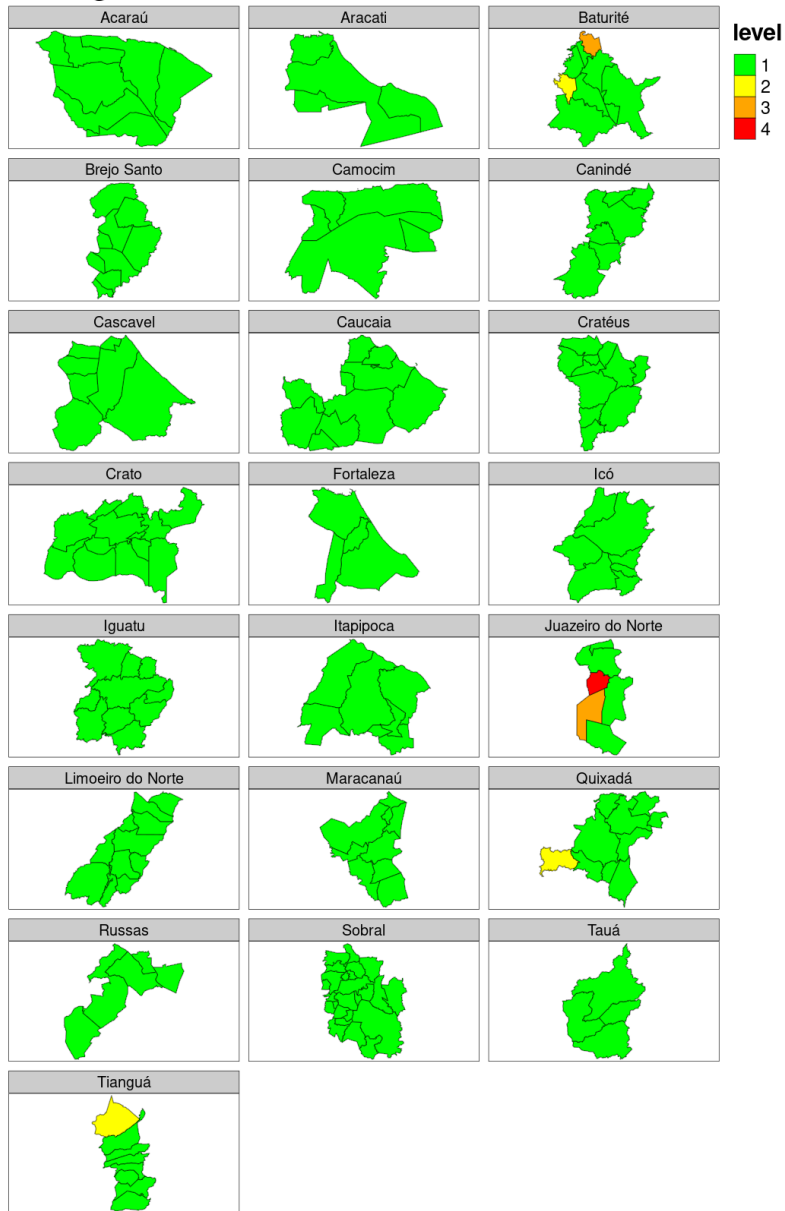 Acaraú
Aracati
Baturité
level
1
2
3
4
Brejo Santo
Camocim
Canindé
Cascavel
Caucaia
Cratéus
Crato
Fortaleza
Icó
Iguatu
Itapipoca
Juazeiro do Norte
Limoeiro do Norte
Maracanaú
Quixadá
Russas
Sobral
Tauá
Tianguá